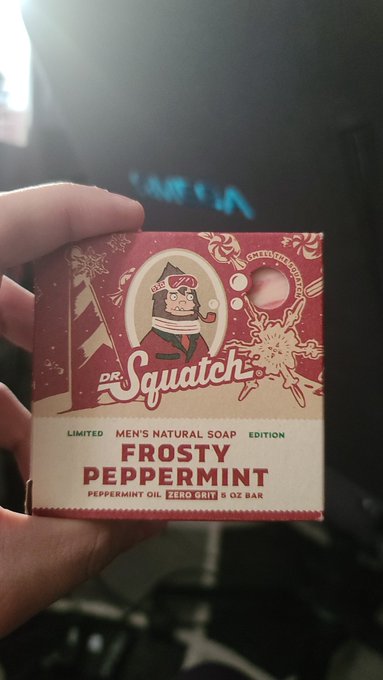 OMEGA
SMELL THE SQUATCH
DR. Squatch®
LIMITED MEN'S NATURAL SOAP EDITION
FROSTY
PEPPERMINT
PEPPERMINT OIL ZERO GRIT 5 OZ BAR